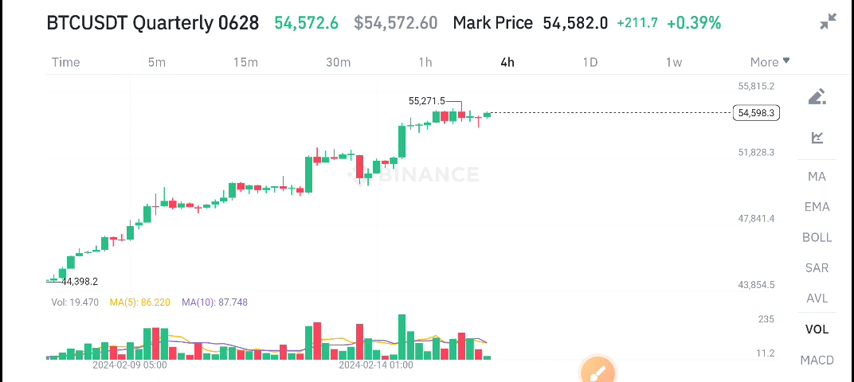 BTCUSDT Quarterly 0628 54,572.6 $54,572.60 Mark Price 54,582.0 +211.7 +0.39%
Time 5m 15m 30m 1h 4h 1D 1w More
55,815.2
55,271.5
54,598.3
51,828.3
BINANCE
MA
EMA
47,841.4
BOLL
SAR
44,398.2
43,854.5
AVL
Vol: 19.470 MA(5): 86.220 MA(10): 87.748
235
VOL
11.2
MACD
2024-02-09 05:00 2024-02-14 01:00